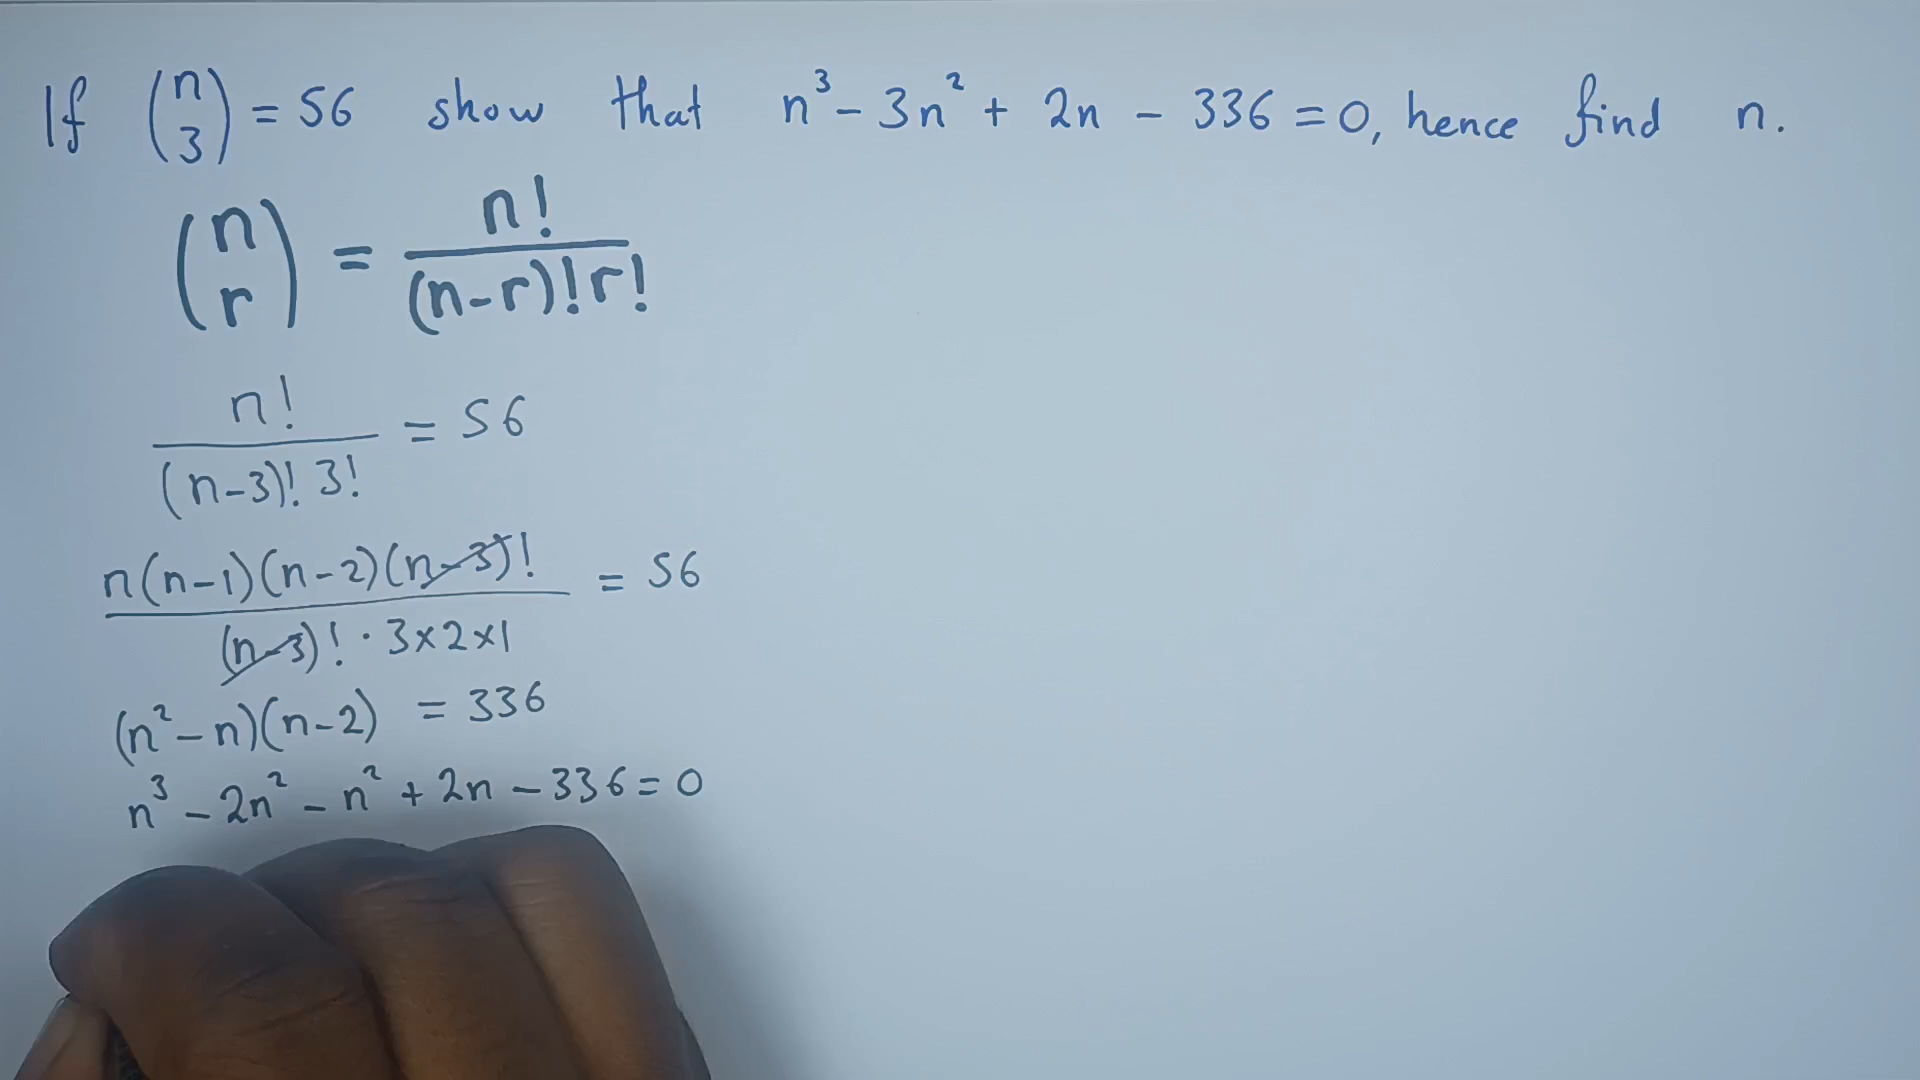 If (n 3) = 56 show that n³ - 3n² + 2n - 336 = 0, hence find n.
(n r) = n! / (n-r)! r!
n! / (n-3)! 3! = 56
n(n-1)(n-2)(n-3)! / (n-3)! · 3×2×1 = 56
(n² - n)(n-2) = 336
n³ - 2n² - n² + 2n - 336 = 0